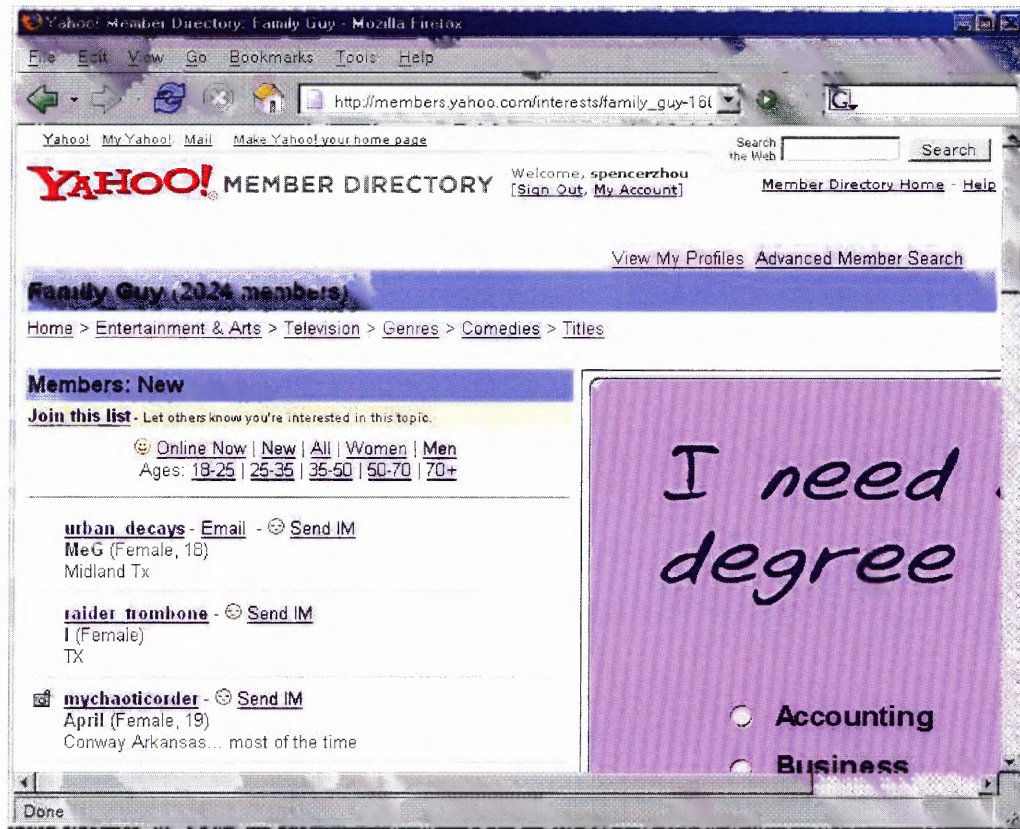 Yahoo! Member Directory: Family Guy - Mozilla Firefox
File Edit View Go Bookmarks Tools Help
http://members.yahoo.com/interests/family_guy-16( G
Yahoo! My Yahoo! Mail Make Yahoo! your home page
Search the Web Search
YAHOO! MEMBER DIRECTORY
Welcome, spencerzhou
[Sign Out, My Account]
Member Directory Home - Help
View My Profiles Advanced Member Search
Family Guy (2024 members)
Home > Entertainment & Arts > Television > Genres > Comedies > Titles
Members: New
Join this list - Let others know you're interested in this topic.
Online Now | New | All | Women | Men
Ages: 18-25 | 25-35 | 35-50 | 50-70 | 70+
urban_decays - Email - Send IM
MeG (Female, 18)
Midland Tx
raider_trombone - Send IM
I (Female)
TX
mychaoticorder - Send IM
April (Female, 19)
Conway Arkansas... most of the time
I need
degree
Accounting
Business
Done